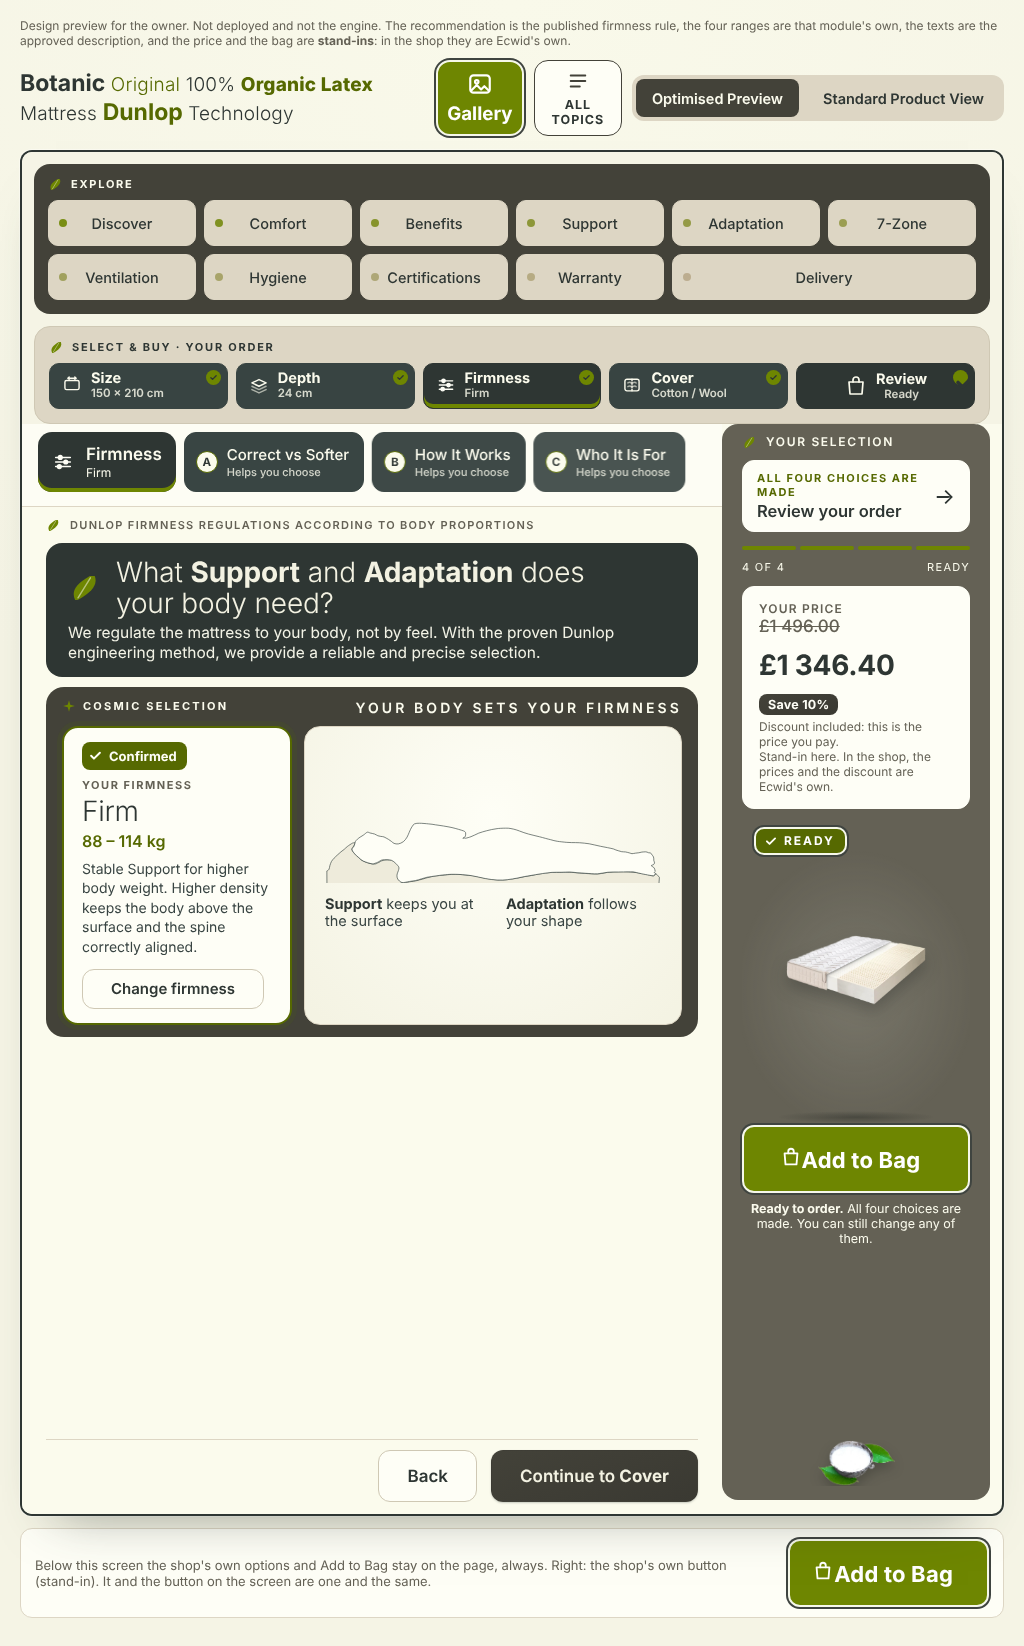 Design preview for the owner. Not deployed and not the engine. The recommendation is the published firmness rule, the four ranges are that module's own, the texts are the
approved description, and the price and the bag are stand-ins: in the shop they are Ecwid's own.
Botanic Original 100% Organic Latex
Mattress Dunlop Technology
Gallery
ALL
TOPICS
Optimised Preview
Standard Product View
EXPLORE
Discover
Comfort
Benefits
Support
Adaptation
7-Zone
Ventilation
Hygiene
Certifications
Warranty
Delivery
SELECT & BUY · YOUR ORDER
Size
150 × 210 cm
Depth
24 cm
Firmness
Firm
Cover
Cotton / Wool
Review
Ready
Firmness
Firm
A
Correct vs Softer
Helps you choose
B
How It Works
Helps you choose
C
Who It Is For
Helps you choose
DUNLOP FIRMNESS REGULATIONS ACCORDING TO BODY PROPORTIONS
What Support and Adaptation does
your body need?
We regulate the mattress to your body, not by feel. With the proven Dunlop
engineering method, we provide a reliable and precise selection.
COSMIC SELECTION
YOUR BODY SETS YOUR FIRMNESS
Confirmed
YOUR FIRMNESS
Firm
88 – 114 kg
Stable Support for higher
body weight. Higher density
keeps the body above the
surface and the spine
correctly aligned.
Change firmness
Support keeps you at
the surface
Adaptation follows
your shape
Back
Continue to Cover
YOUR SELECTION
ALL FOUR CHOICES ARE
MADE
Review your order
4 OF 4
READY
YOUR PRICE
£1 496.00
£1 346.40
Save 10%
Discount included: this is the
price you pay.
Stand-in here. In the shop, the
prices and the discount are
Ecwid's own.
READY
Add to Bag
Ready to order. All four choices are
made. You can still change any of
them.
Below this screen the shop's own options and Add to Bag stay on the page, always. Right: the shop's own button
(stand-in). It and the button on the screen are one and the same.
Add to Bag